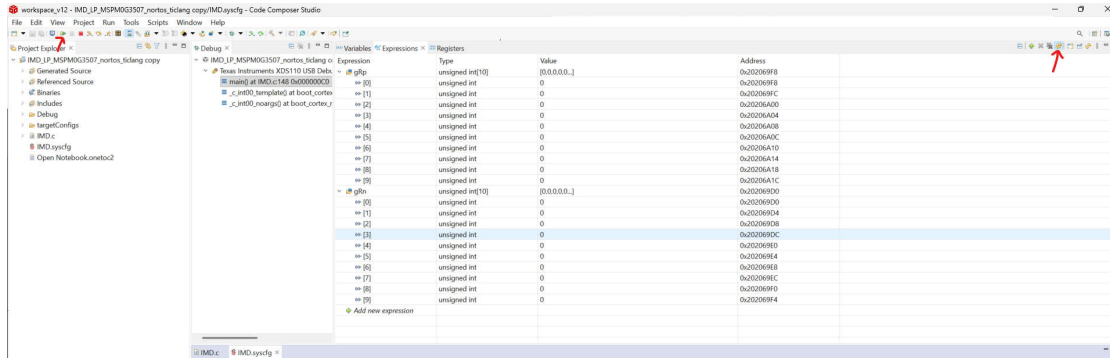 workspace_v12 - IMD_LP_MSPM0G3507_nortos_ticlang copy/IMD.syscfg - Code Composer Studio
File Edit View Project Run Tools Scripts Window Help
Project Explorer
IMD_LP_MSPM0G3507_nortos_ticlang copy
Generated Source
Referenced Source
Binaries
Includes
Debug
targetConfigs
IMD.c
IMD.syscfg
Open Notebook.onetoc2
Debug
IMD_LP_MSPM0G3507_nortos_ticlang co
Texas Instruments XDS110 USB Debu
main() at IMD.c:148 0x000000C0
_c_int00_template() at boot_cortex
_c_int00_noargs() at boot_cortex_r
Variables Expressions Registers
Expression Type Value Address
gRp unsigned int[10] [0,0,0,0,0...] 0x202069F8
[0] unsigned int 0 0x202069F8
[1] unsigned int 0 0x202069FC
[2] unsigned int 0 0x20206A00
[3] unsigned int 0 0x20206A04
[4] unsigned int 0 0x20206A08
[5] unsigned int 0 0x20206A0C
[6] unsigned int 0 0x20206A10
[7] unsigned int 0 0x20206A14
[8] unsigned int 0 0x20206A18
[9] unsigned int 0 0x20206A1C
gRn unsigned int[10] [0,0,0,0,0...] 0x202069D0
[0] unsigned int 0 0x202069D0
[1] unsigned int 0 0x202069D4
[2] unsigned int 0 0x202069D8
[3] unsigned int 0 0x202069DC
[4] unsigned int 0 0x202069E0
[5] unsigned int 0 0x202069E4
[6] unsigned int 0 0x202069E8
[7] unsigned int 0 0x202069EC
[8] unsigned int 0 0x202069F0
[9] unsigned int 0 0x202069F4
Add new expression
IMD.c IMD.syscfg